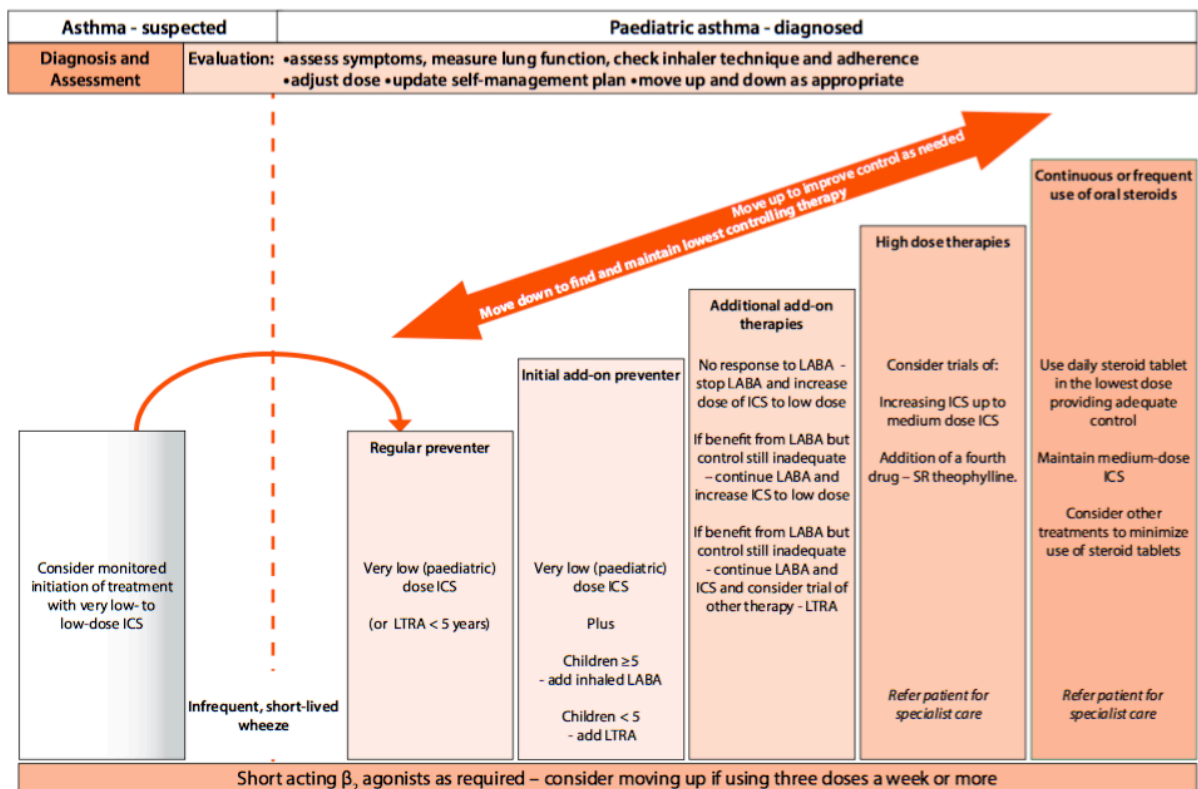 Asthma - suspected
Paediatric asthma - diagnosed
Diagnosis and
Assessment
Evaluation: •assess symptoms, measure lung function, check inhaler technique and adherence
•adjust dose •update self-management plan •move up and down as appropriate
Move up to improve control as needed
Move down to find and maintain lowest controlling therapy
Consider monitored
initiation of treatment
with very low- to
low-dose ICS
Infrequent, short-lived
wheeze
Regular preventer
Very low (paediatric)
dose ICS
(or LTRA < 5 years)
Initial add-on preventer
Very low (paediatric)
dose ICS
Plus
Children ≥5
- add inhaled LABA
Children < 5
- add LTRA
Additional add-on
therapies
No response to LABA -
stop LABA and increase
dose of ICS to low dose
If benefit from LABA but
control still inadequate
– continue LABA and
increase ICS to low dose
If benefit from LABA but
control still inadequate
- continue LABA and
ICS and consider trial of
other therapy - LTRA
High dose therapies
Consider trials of:
Increasing ICS up to
medium dose ICS
Addition of a fourth
drug – SR theophylline.
Refer patient for
specialist care
Continuous or frequent
use of oral steroids
Use daily steroid tablet
in the lowest dose
providing adequate
control
Maintain medium-dose
ICS
Consider other
treatments to minimize
use of steroid tablets
Refer patient for
specialist care
Short acting β₂ agonists as required – consider moving up if using three doses a week or more